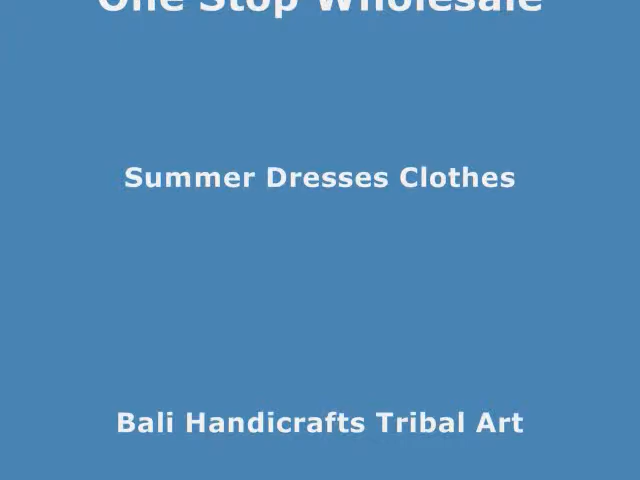 One Stop Wholesale
Summer Dresses Clothes
Bali Handicrafts Tribal Art